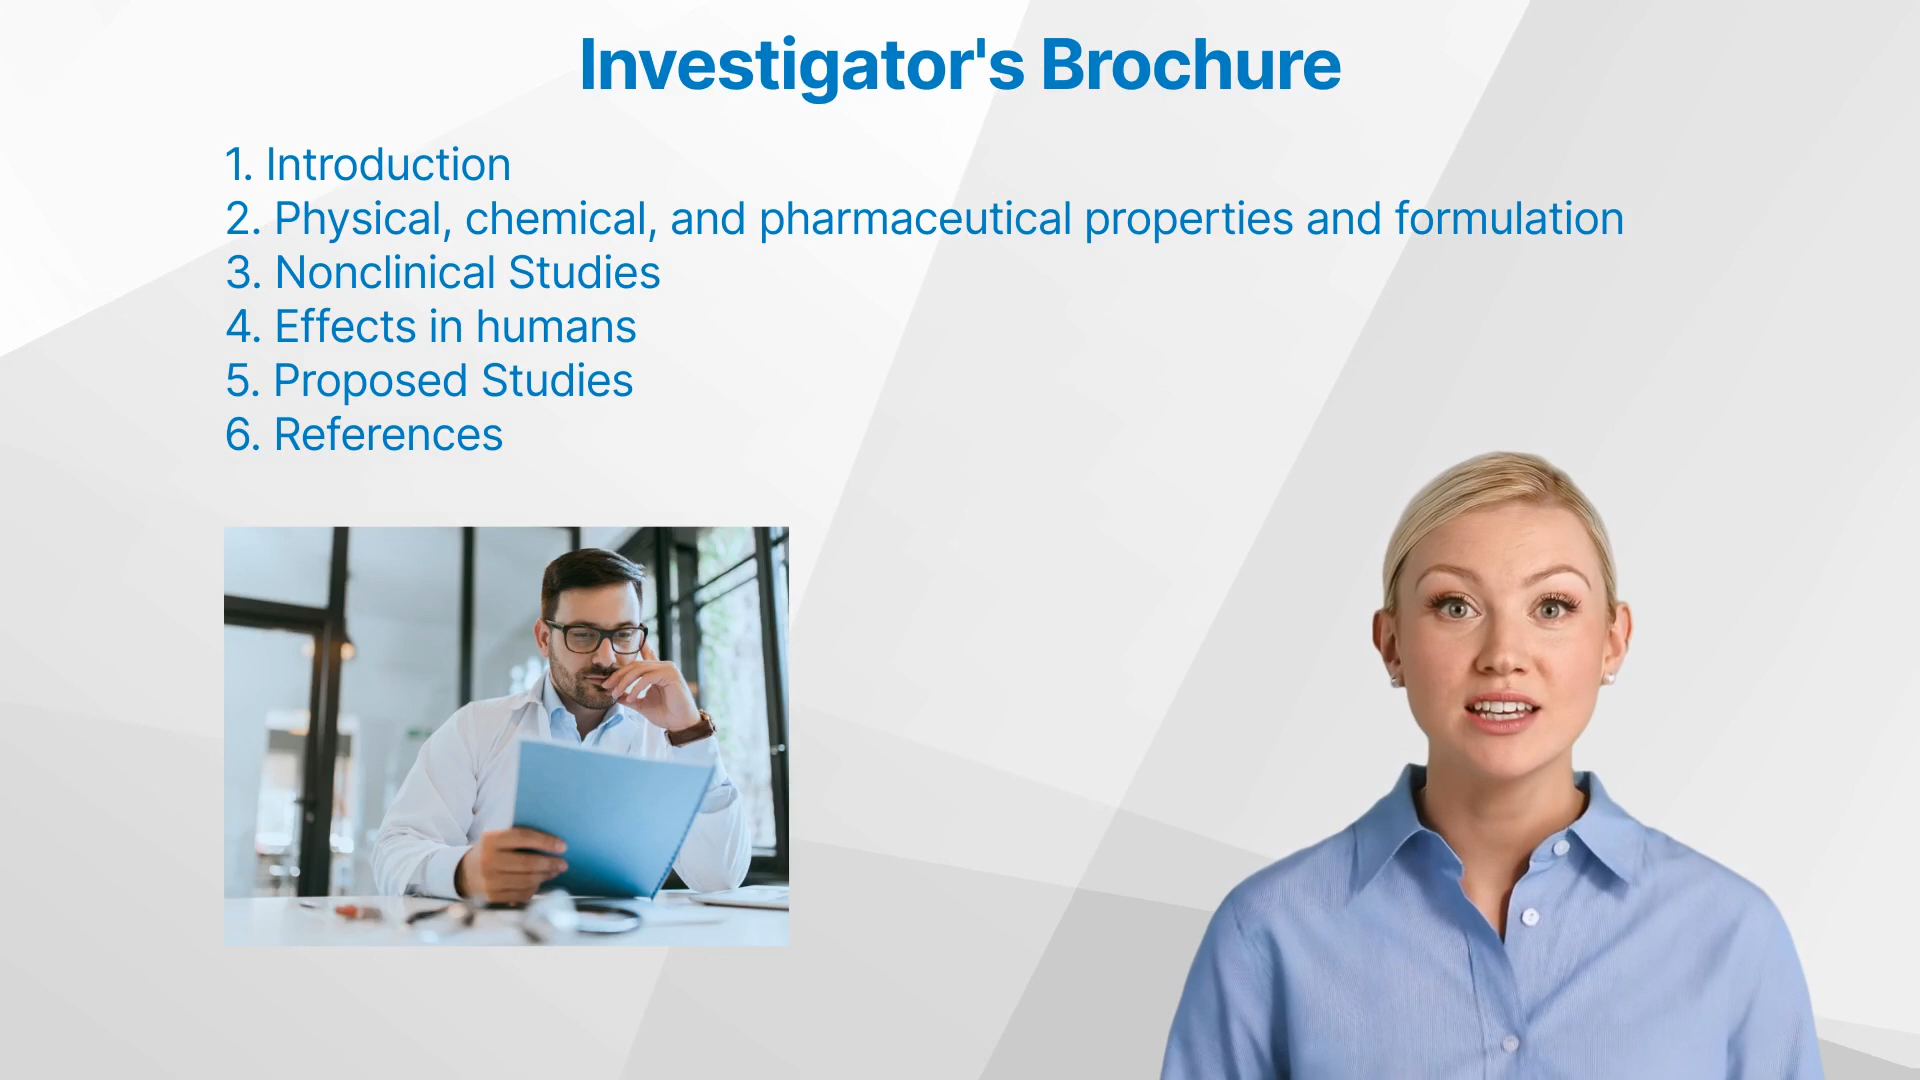 Investigator's Brochure
1. Introduction
2. Physical, chemical, and pharmaceutical properties and formulation
3. Nonclinical Studies
4. Effects in humans
5. Proposed Studies
6. References